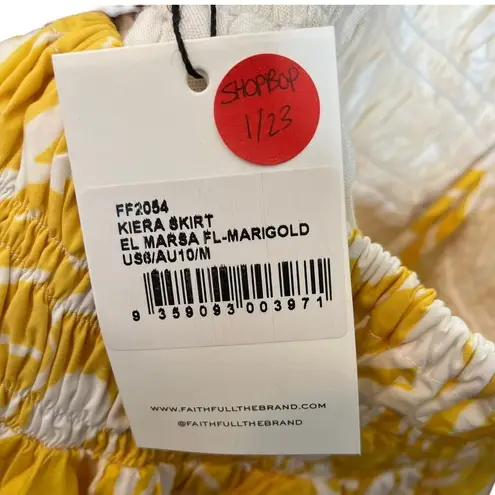 SHOPBOP
1/23
FF2054
KIERA SKIRT
EL MARSA FL-MARIGOLD
US6/AU10/M
9 359093 003971
WWW.FAITHFULLTHEBRAND.COM
@FAITHFULLTHEBRAND